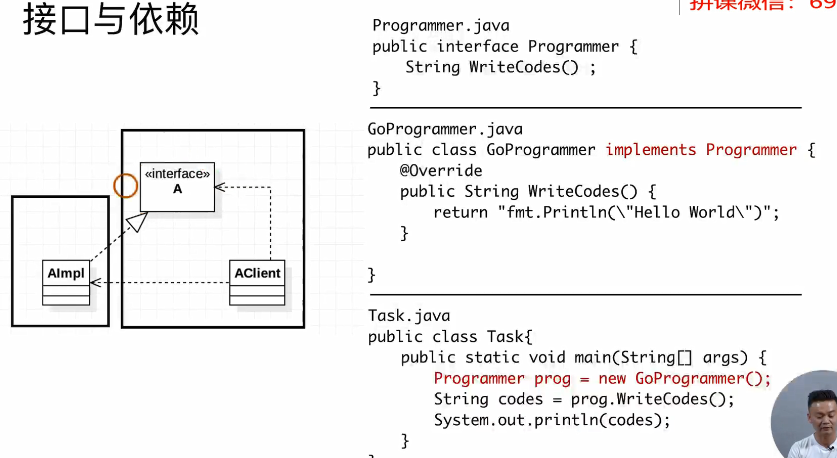 接口与依赖
拼课微信：69
Programmer.java
public interface Programmer {
String WriteCodes() ;
}
GoProgrammer.java
public class GoProgrammer implements Programmer {
@Override
public String WriteCodes() {
return "fmt.Println(\"Hello World\")";
}
}
Task.java
public class Task{
public static void main(String[] args) {
Programmer prog = new GoProgrammer();
String codes = prog.WriteCodes();
System.out.println(codes);
}
«interface»
A
AImpl
AClient